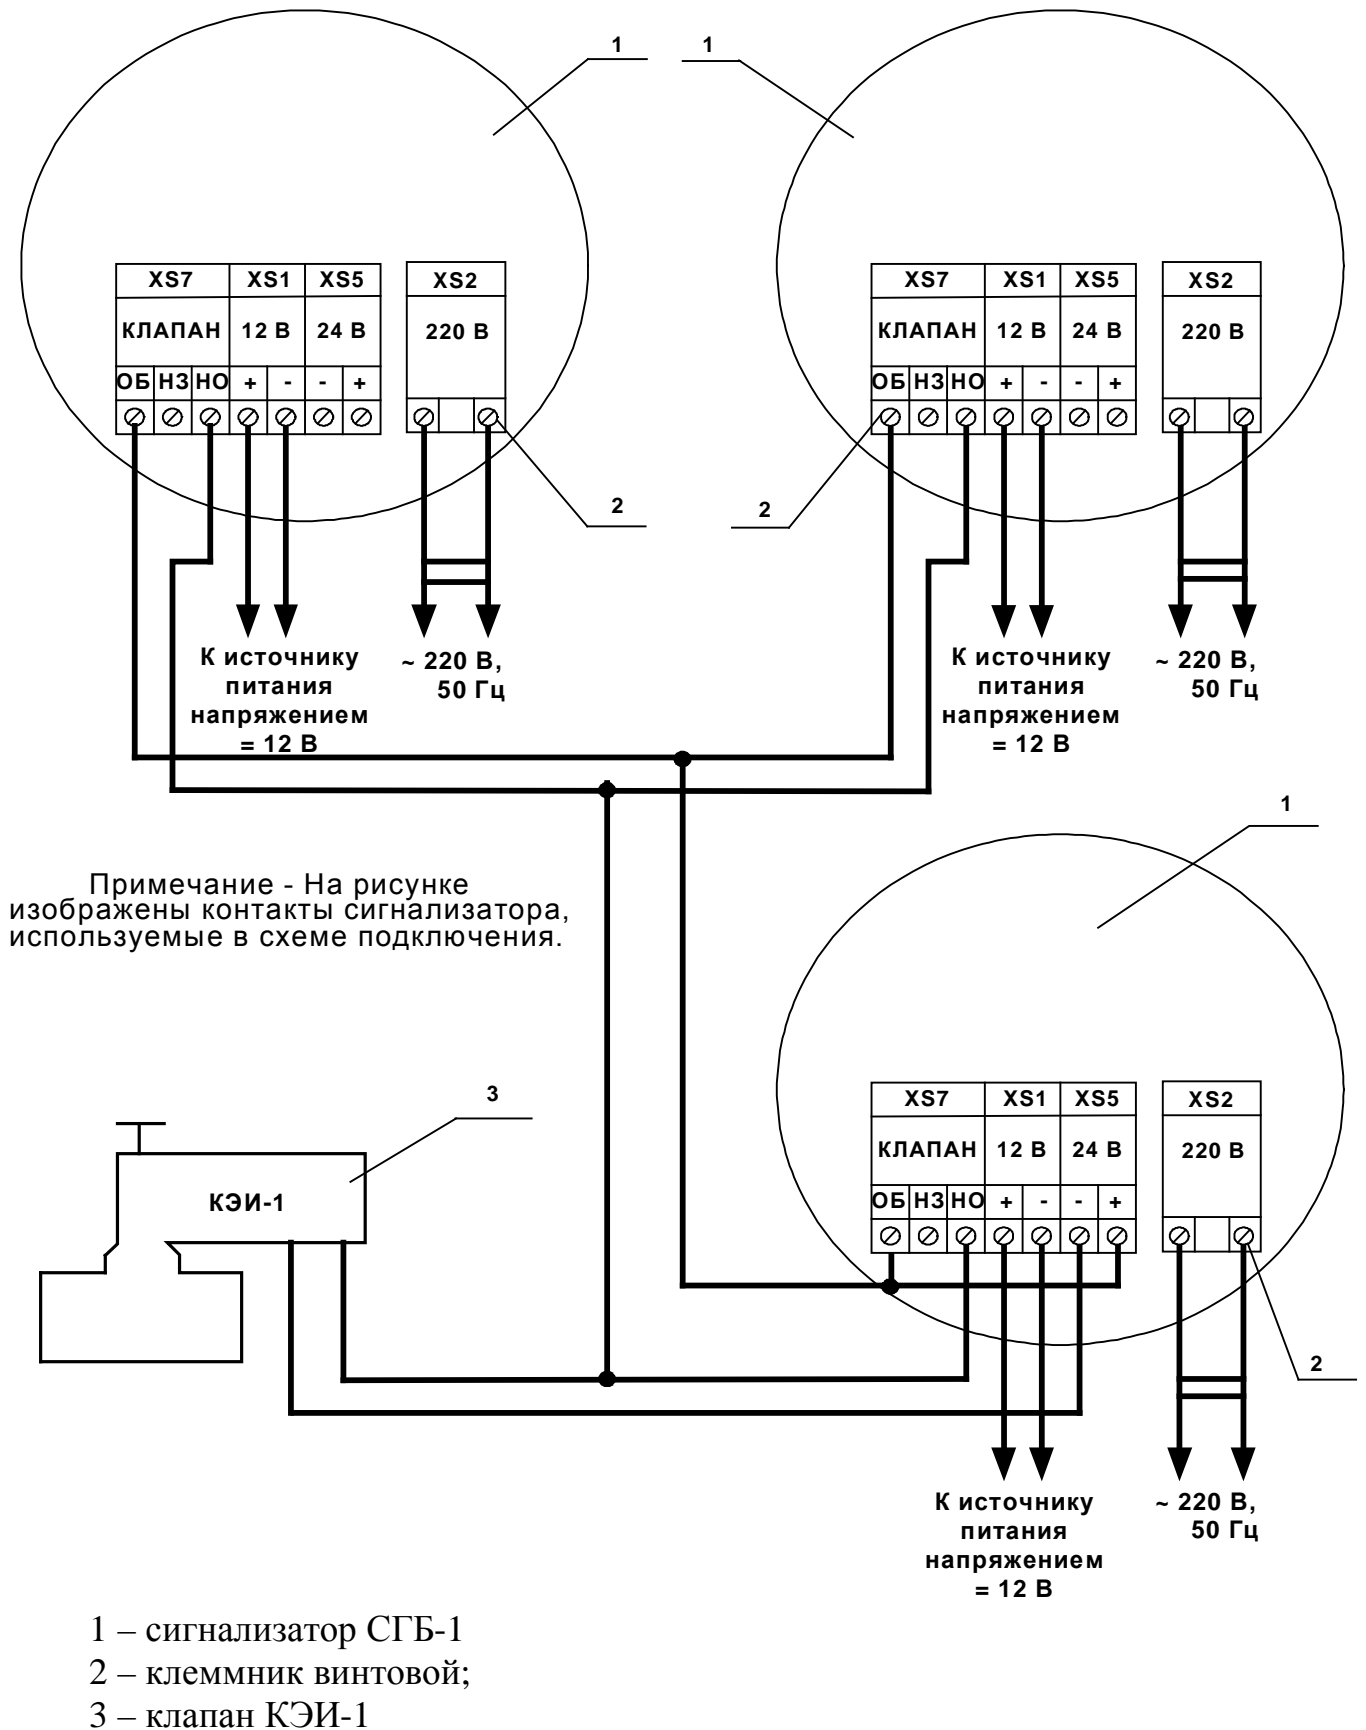 1
1
XS7 XS1 XS5 XS2
КЛАПАН 12 В 24 В 220 В
ОБ НЗ НО + - - +
2
К источнику
питания
напряжением
= 12 В
~ 220 В,
50 Гц
XS7 XS1 XS5 XS2
КЛАПАН 12 В 24 В 220 В
ОБ НЗ НО + - - +
2
К источнику
питания
напряжением
= 12 В
~ 220 В,
50 Гц
Примечание - На рисунке
изображены контакты сигнализатора,
используемые в схеме подключения.
1
XS7 XS1 XS5 XS2
КЛАПАН 12 В 24 В 220 В
ОБ НЗ НО + - - +
2
К источнику
питания
напряжением
= 12 В
~ 220 В,
50 Гц
3
КЭИ-1
1 – сигнализатор СГБ-1
2 – клеммник винтовой;
3 – клапан КЭИ-1